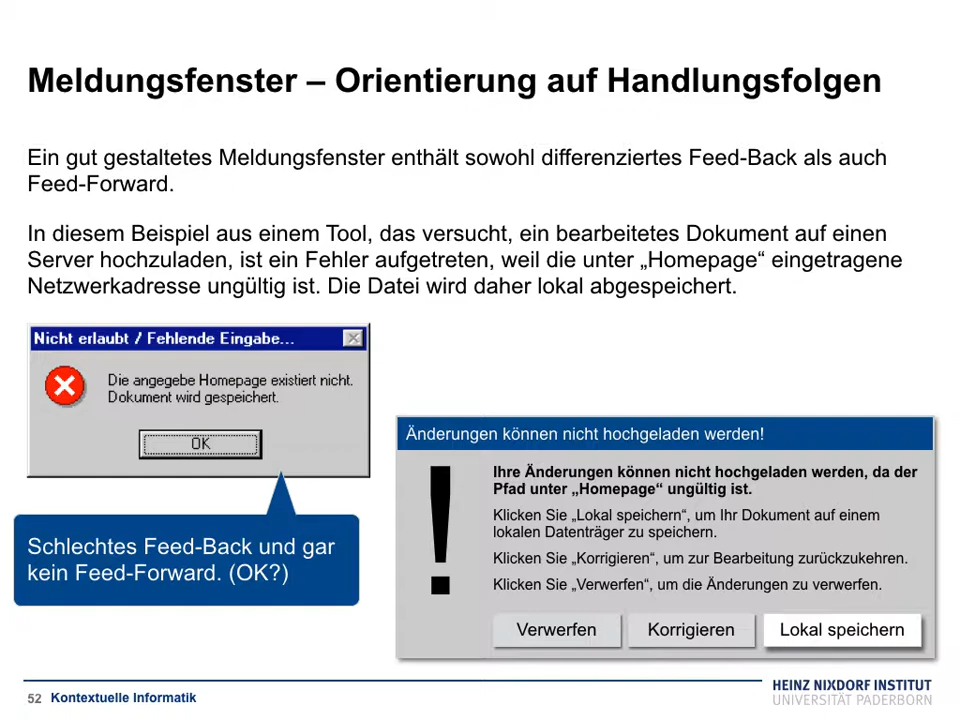 Meldungsfenster – Orientierung auf Handlungsfolgen
Ein gut gestaltetes Meldungsfenster enthält sowohl differenziertes Feed-Back als auch
Feed-Forward.
In diesem Beispiel aus einem Tool, das versucht, ein bearbeitetes Dokument auf einen
Server hochzuladen, ist ein Fehler aufgetreten, weil die unter „Homepage“ eingetragene
Netzwerkadresse ungültig ist. Die Datei wird daher lokal abgespeichert.
Nicht erlaubt / Fehlende Eingabe...
Die angegebe Homepage existiert nicht.
Dokument wird gespeichert.
OK
Schlechtes Feed-Back und gar
kein Feed-Forward. (OK?)
Änderungen können nicht hochgeladen werden!
!
Ihre Änderungen können nicht hochgeladen werden, da der
Pfad unter „Homepage“ ungültig ist.
Klicken Sie „Lokal speichern“, um Ihr Dokument auf einem
lokalen Datenträger zu speichern.
Klicken Sie „Korrigieren“, um zur Bearbeitung zurückzukehren.
Klicken Sie „Verwerfen“, um die Änderungen zu verwerfen.
Verwerfen
Korrigieren
Lokal speichern
52 Kontextuelle Informatik
HEINZ NIXDORF INSTITUT
UNIVERSITÄT PADERBORN